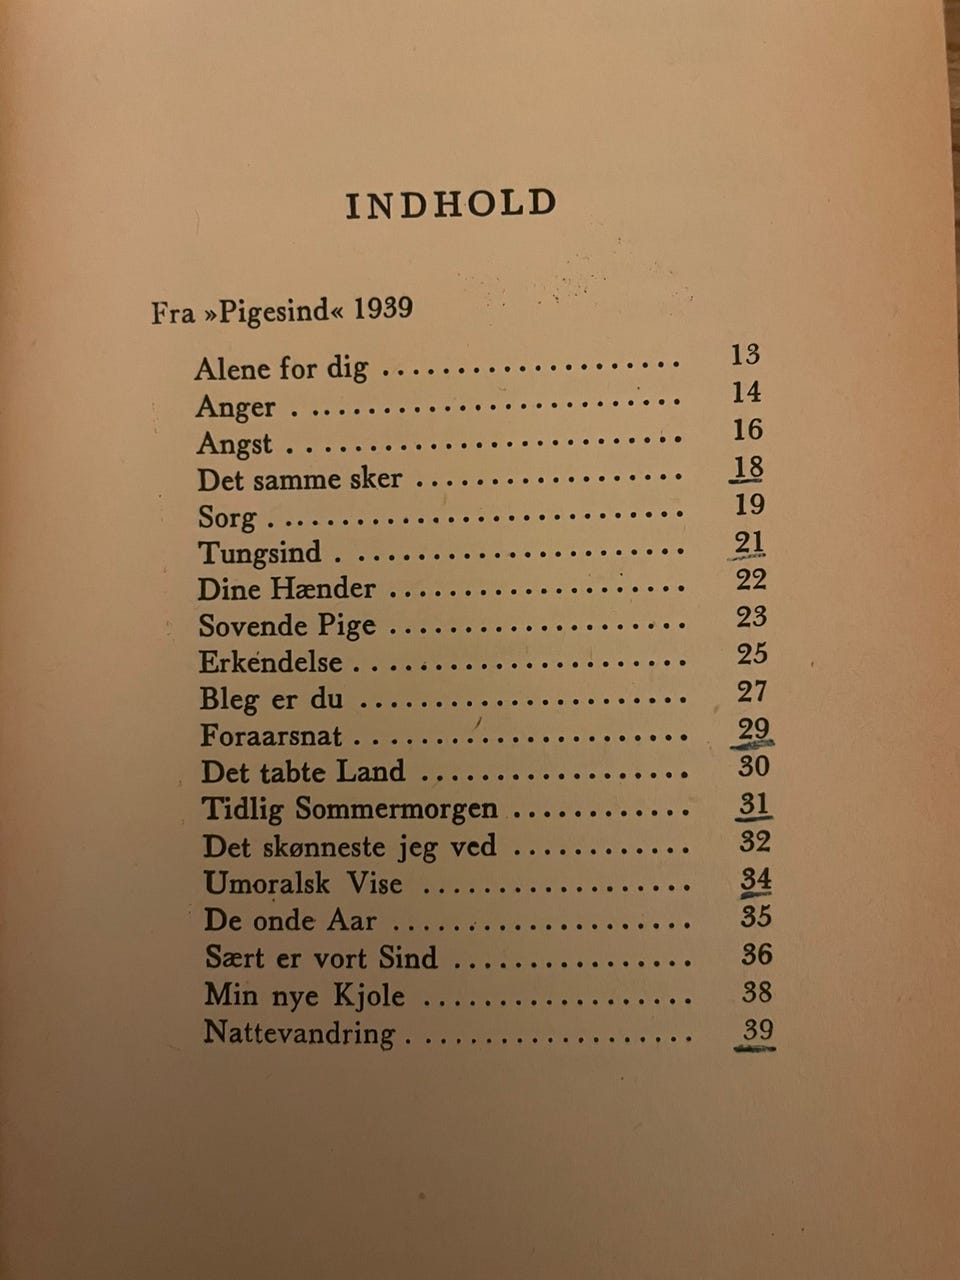 INDHOLD
Fra »Pigesind« 1939
Alene for dig .................... 13
Anger . ......................... 14
Angst . ......................... 16
Det samme sker .................. 18
Sorg . .......................... 19
Tungsind . ...................... 21
Dine Hænder .................... 22
Sovende Pige .................... 23
Erkendelse . ..................... 25
Bleg er du ...................... 27
Foraarsnat . ..................... 29
Det tabte Land .................. 30
Tidlig Sommermorgen ............ 31
Det skønneste jeg ved ............ 32
Umoralsk Vise .................. 34
De onde Aar .................... 35
Sært er vort Sind ................ 36
Min nye Kjole .................. 38
Nattevandring . .................. 39